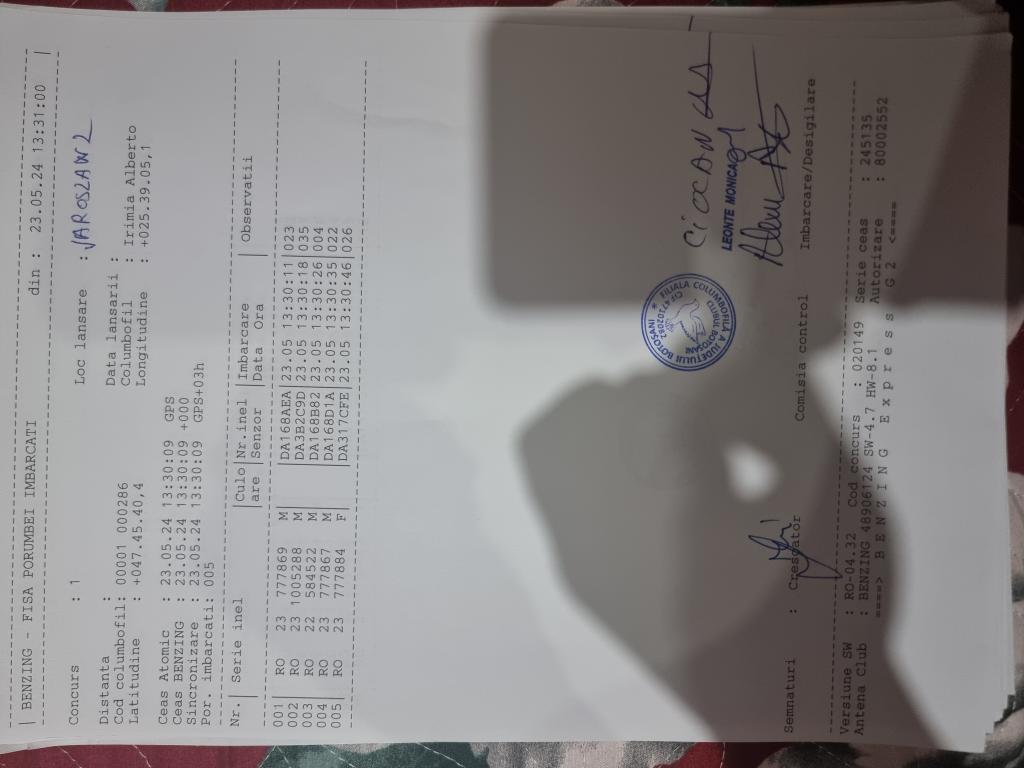 | BENZING - FISA PORUMBEI IMBARCATI din : 23.05.24 13:31:00 |
Concurs : 1 Loc lansare : JAROSLAW 2
Distanta : Data lansarii :
Cod columbofil: 00001 000286 Columbofil : Irimia Alberto
Latitudine : +047.45.40,4 Longitudine : +025.39.05,1
Ceas Atomic : 23.05.24 13:30:09 GPS
Ceas BENZING : 23.05.24 13:30:09 +000
Sincronizare : 23.05.24 13:30:09 GPS+03h
Por. imbarcati: 005
Nr.| Serie inel |Culo|Nr.inel |Imbarcare | Observatii
|are |Senzor |Data Ora |
001 | RO 23 777869 M |DA168AEA|23.05 13:30:11|023
002 | RO 23 1005288 M |DA3B2C9D|23.05 13:30:18|035
003 | RO 22 584522 M |DA168B82|23.05 13:30:26|004
004 | RO 23 777867 M |DA168D1A|23.05 13:30:35|022
005 | RO 23 777884 F |DA317CFE|23.05 13:30:46|026
FILIALA COLUMBOFILA A JUDETULUI BOTOSANI
CIOCAN
LEONTE MONICA
Semnaturi : Crescator Comisia control Imbarcare/Desigilare
Versiune SW : RO-04.32 Cod concurs : 020149 Serie ceas : 245135
Antena Club : BENZING 48906124 SW-4.7 HW-8.1 Autorizare : 80002552
====> B E N Z I N G E x p r e s s G 2 <====